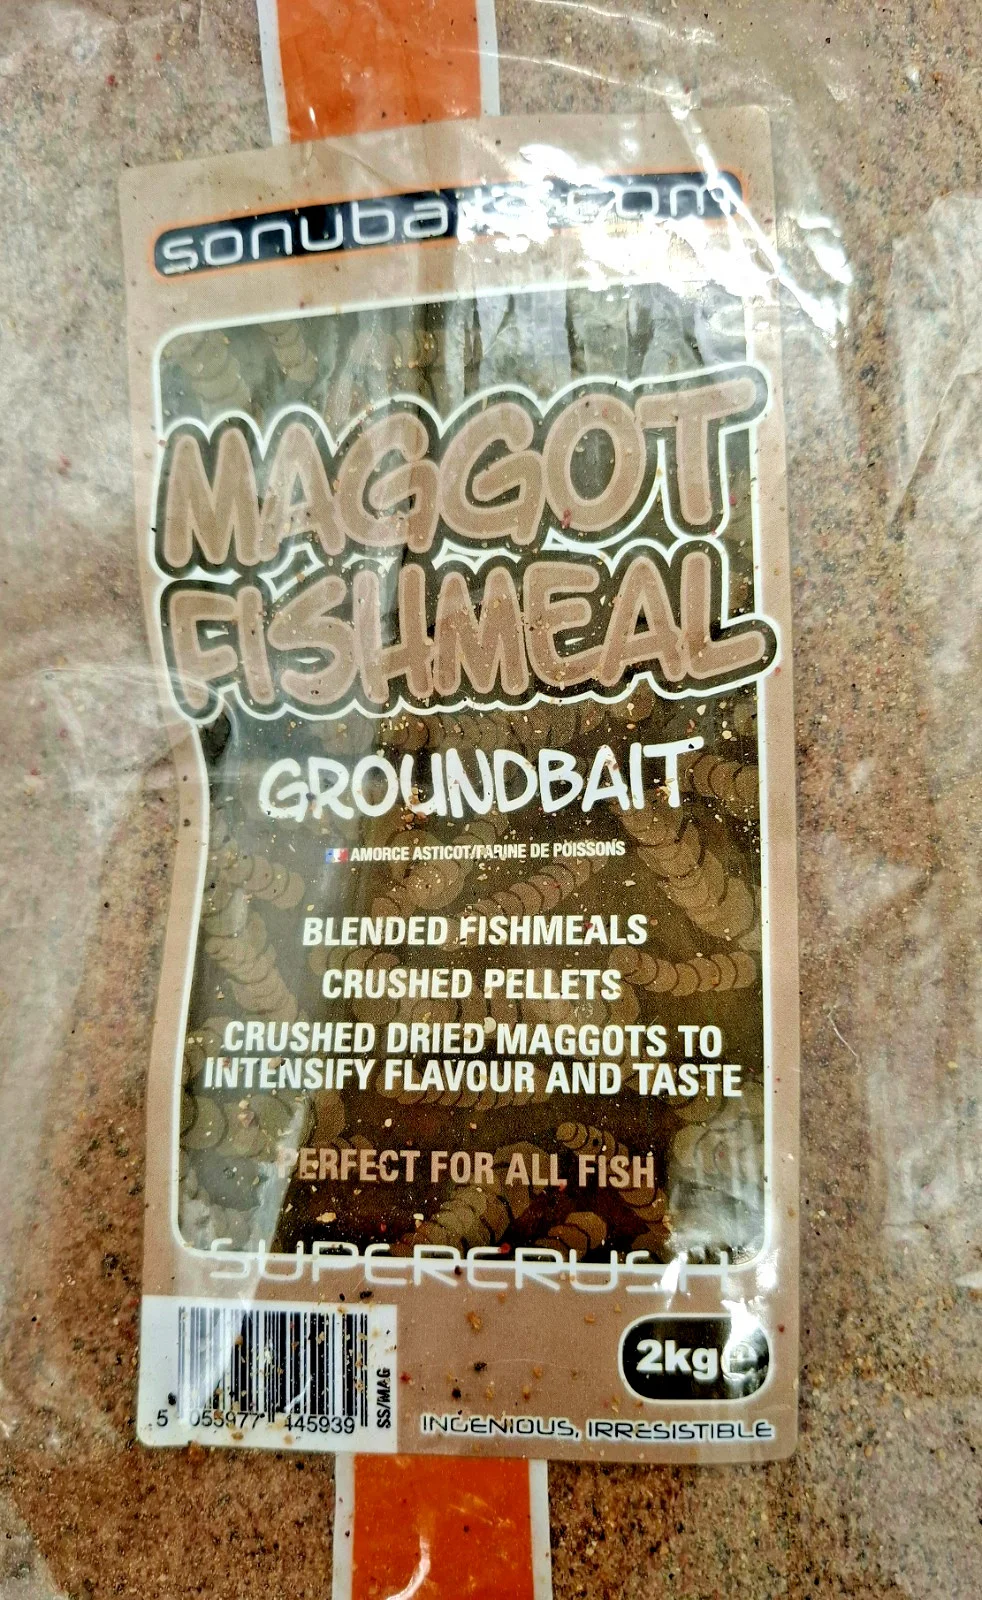 sonubaits.com
MAGGOT
FISHMEAL
GROUNDBAIT
AMORCE ASTICOT/FARINE DE POISSONS
BLENDED FISHMEALS
CRUSHED PELLETS
CRUSHED DRIED MAGGOTS TO
INTENSIFY FLAVOUR AND TASTE
PERFECT FOR ALL FISH
SUPERCRUSH
2kg e
SS/MAG
5 055977 445939
INGENIOUS, IRRESISTIBLE